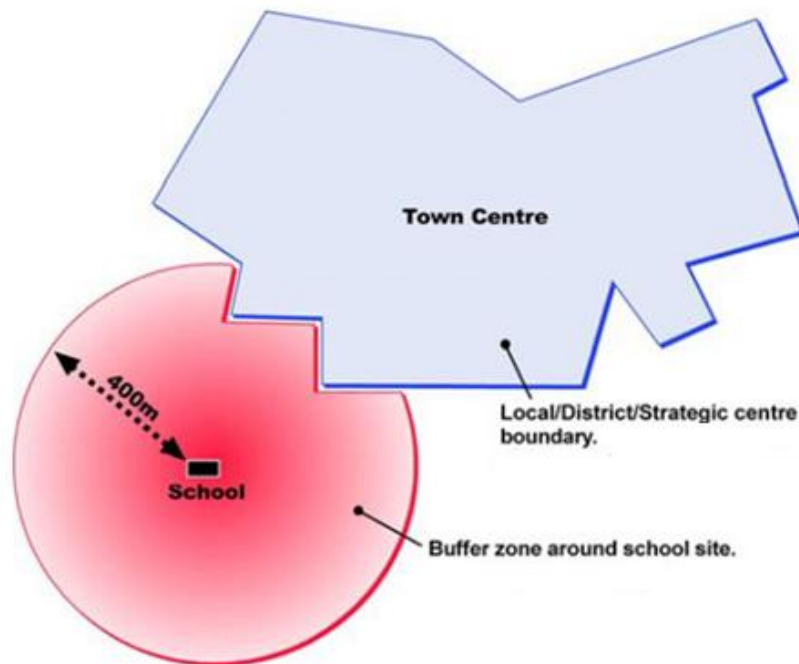 Town Centre
400m
Local/District/Strategic centre
boundary.
School
Buffer zone around school site.